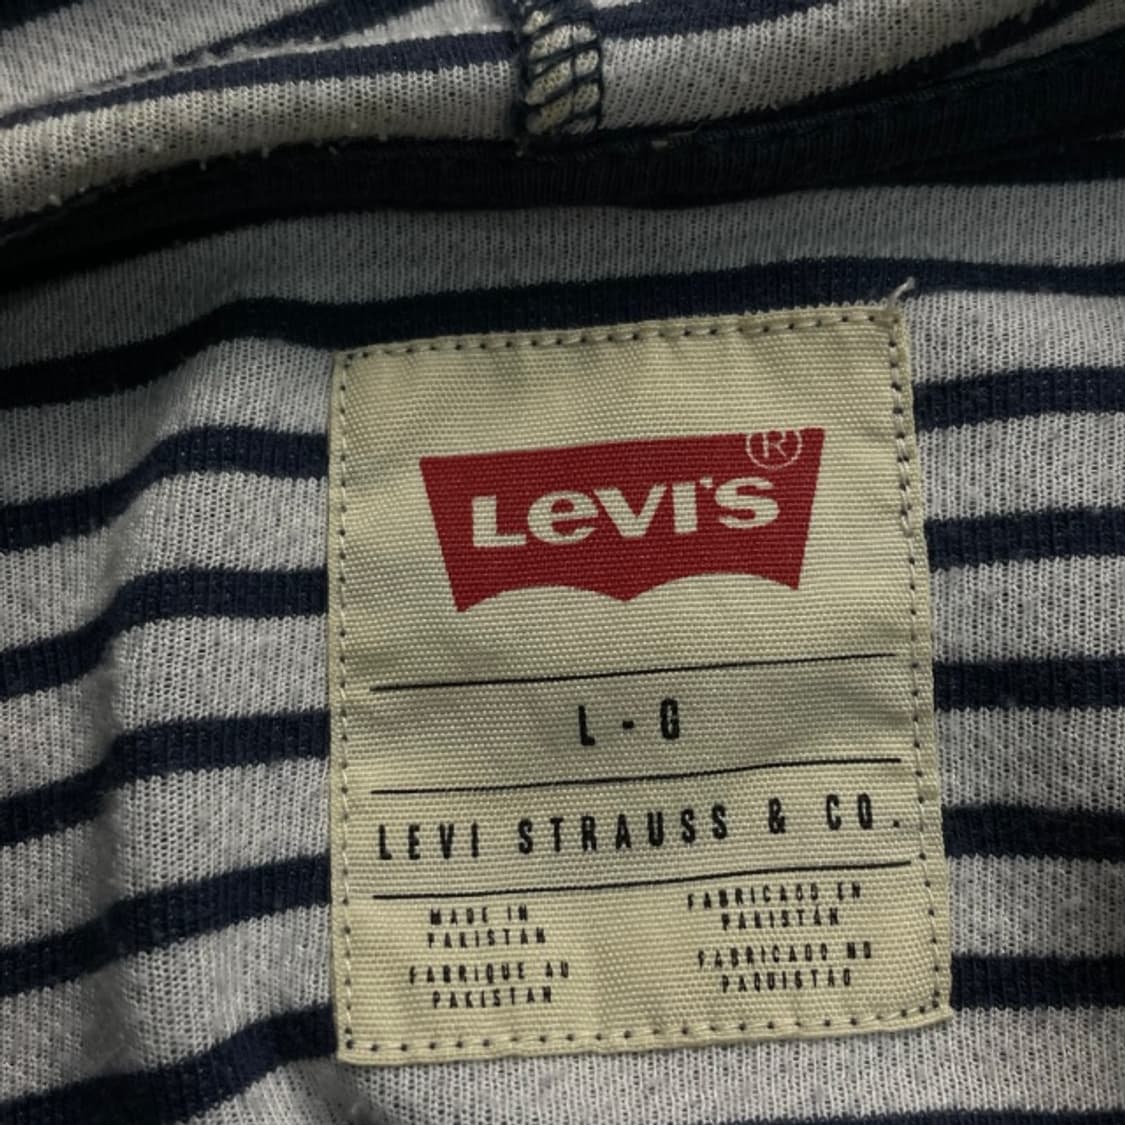 Levi's®
L - G
LEVI STRAUSS & CO.
MADE IN
PAKISTAN
FABRIQUE AU
PAKISTAN
FABRICADO EN
PAKISTÁN
FABRICADO NO
PAQUISTÃO